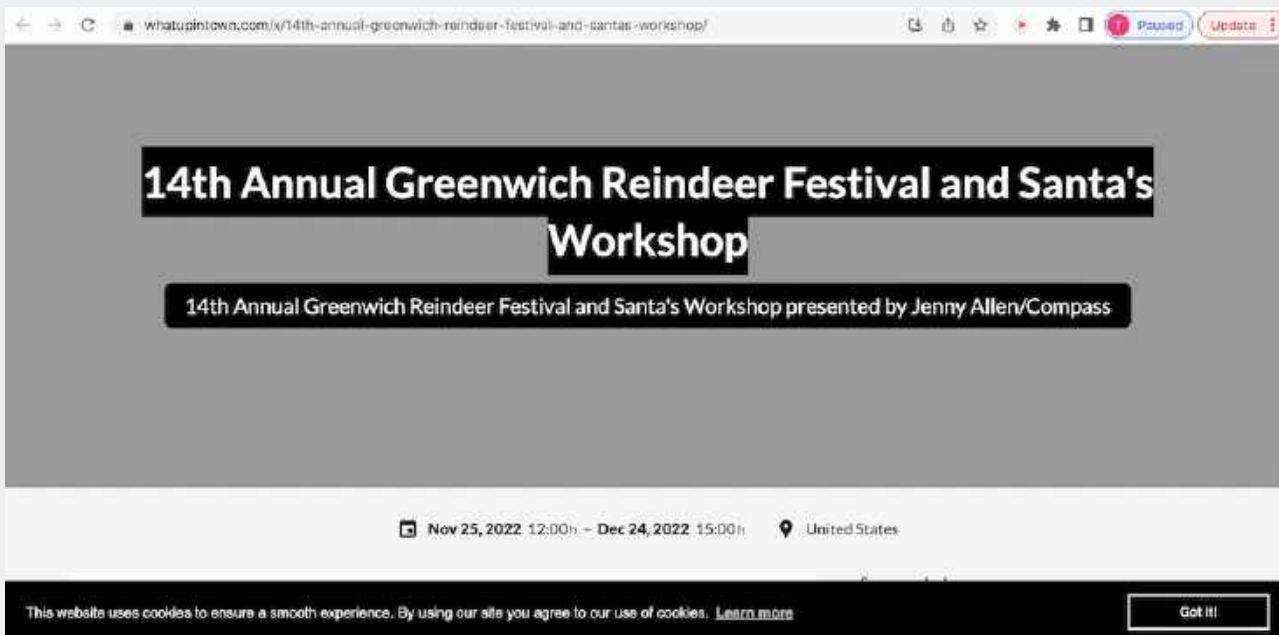 whatupintown.com/x/14th-annual-greenwich-reindeer-festival-and-santas-workshop/
Paused
Update
14th Annual Greenwich Reindeer Festival and Santa's
Workshop
14th Annual Greenwich Reindeer Festival and Santa's Workshop presented by Jenny Allen/Compass
Nov 25, 2022 12:00h – Dec 24, 2022 15:00h
United States
This website uses cookies to ensure a smooth experience. By using our site you agree to our use of cookies. Learn more
Got it!